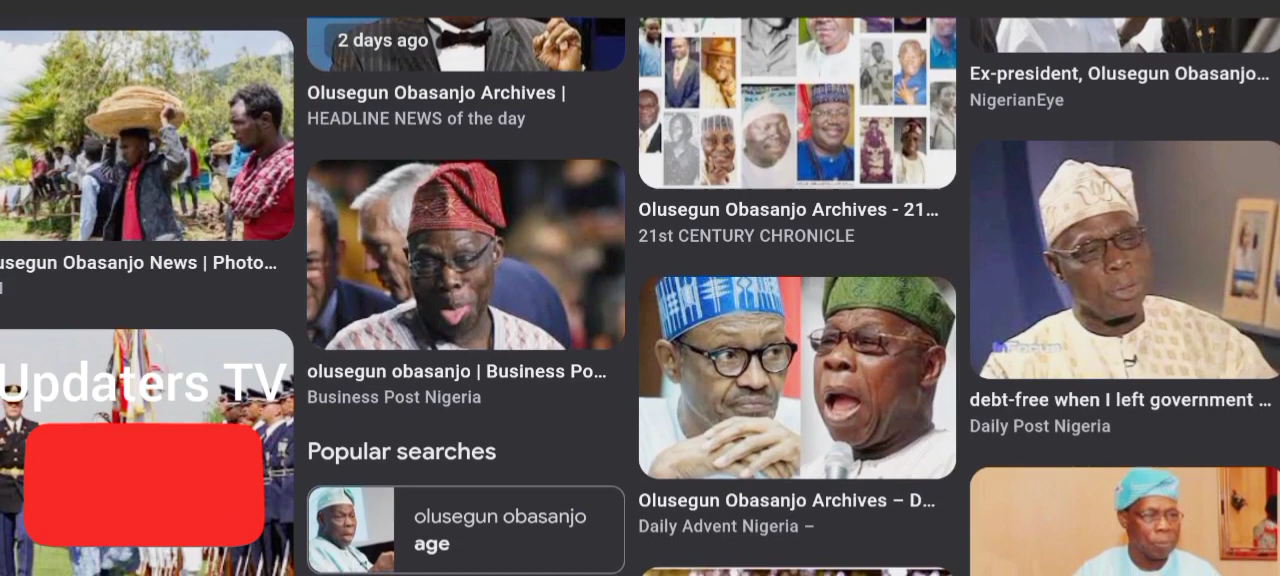 usegun Obasanjo News | Photo...
Updaters TV
2 days ago
Olusegun Obasanjo Archives |
HEADLINE NEWS of the day
olusegun obasanjo | Business Po...
Business Post Nigeria
Popular searches
olusegun obasanjo
age
Olusegun Obasanjo Archives - 21...
21st CENTURY CHRONICLE
Olusegun Obasanjo Archives – D...
Daily Advent Nigeria –
Ex-president, Olusegun Obasanjo...
NigerianEye
Focus
debt-free when I left government ...
Daily Post Nigeria